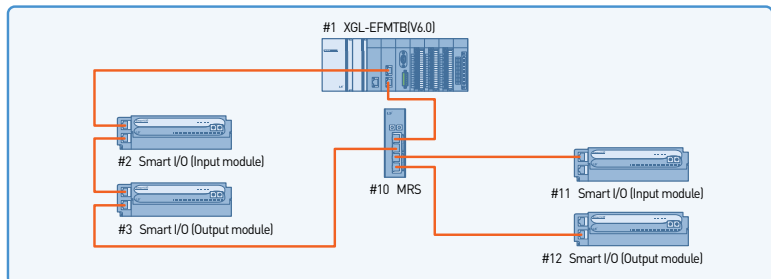 #1 XGL-EFMTB(V6.0)
#2 Smart I/O (Input module)
#3 Smart I/O (Output module)
#10 MRS
#11 Smart I/O (Input module)
#12 Smart I/O (Output module)